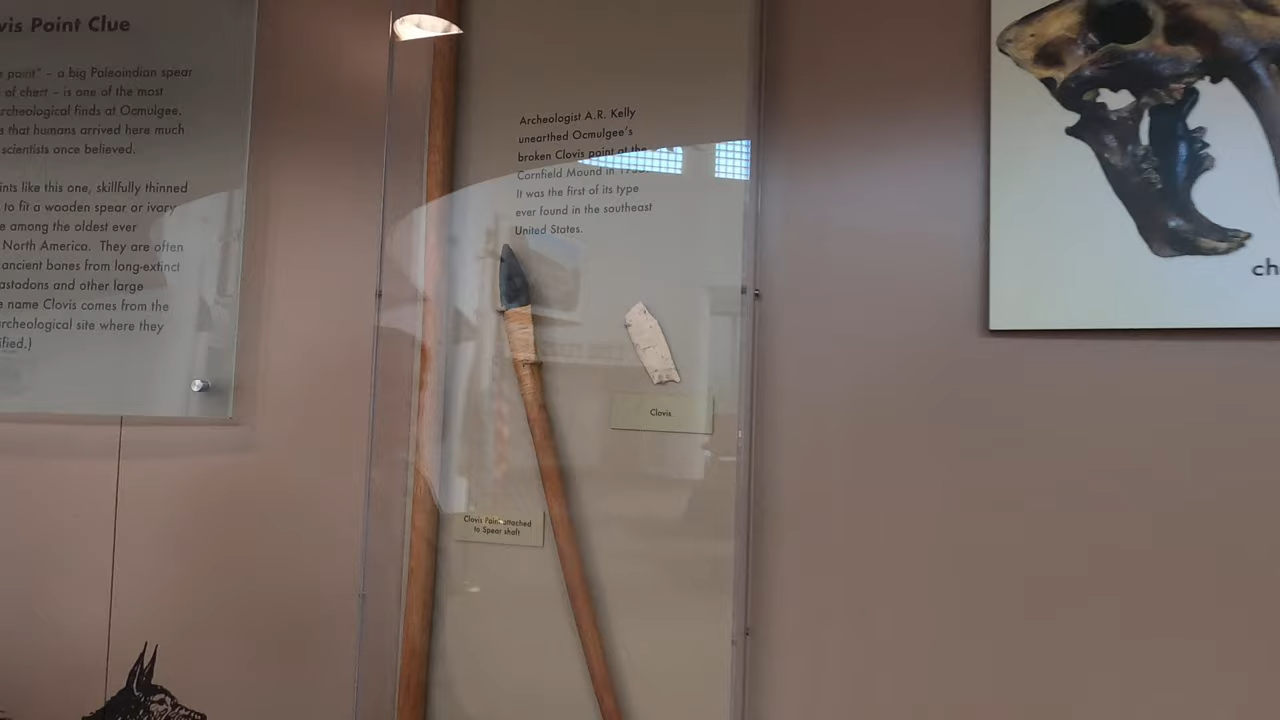 vis Point Clue
point" – a big Paleoindian spear
of chert – is one of the most
rcheological finds at Ocmulgee.
s that humans arrived here much
scientists once believed.
ints like this one, skillfully thinned
to fit a wooden spear or ivory
e among the oldest ever
North America. They are often
ancient bones from long-extinct
astodons and other large
e name Clovis comes from the
rcheological site where they
ified.)
Archeologist A.R. Kelly
unearthed Ocmulgee's
broken Clovis point at the
Cornfield Mound in
It was the first of its type
ever found in the southeast
United States.
Clovis
Clovis Point attached
to Spear shaft
ch